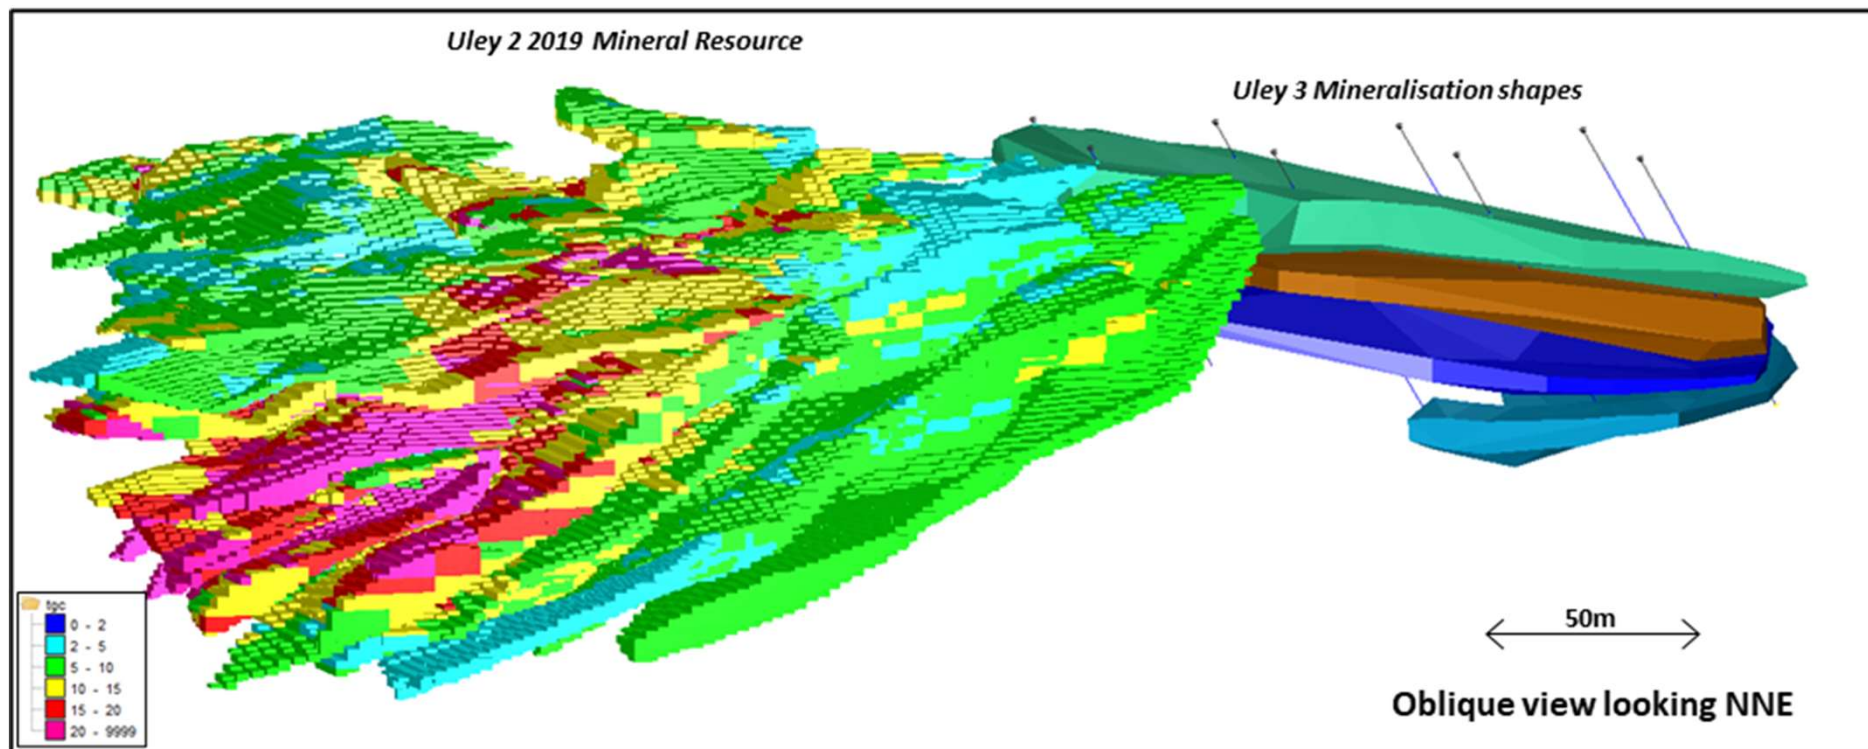 Uley 2 2019 Mineral Resource
Uley 3 Mineralisation shapes
tgc
0 - 2
2 - 5
5 - 10
10 - 15
15 - 20
20 - 9999
50m
Oblique view looking NNE